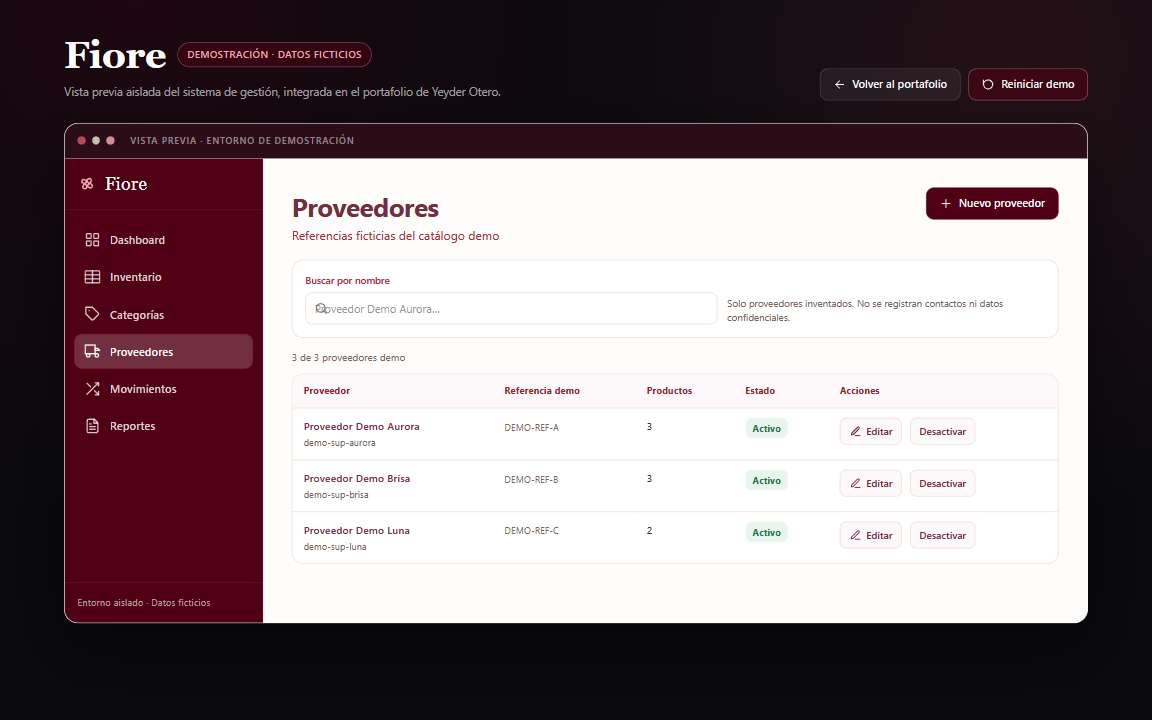 Fiore
DEMOSTRACIÓN · DATOS FICTICIOS
Vista previa aislada del sistema de gestión, integrada en el portafolio de Yeyder Otero.
Volver al portafolio
Reiniciar demo
VISTA PREVIA · ENTORNO DE DEMOSTRACIÓN
Fiore
Dashboard
Inventario
Categorías
Proveedores
Movimientos
Reportes
Entorno aislado · Datos ficticios
Proveedores
Referencias ficticias del catálogo demo
Nuevo proveedor
Buscar por nombre
Proveedor Demo Aurora...
Solo proveedores inventados. No se registran contactos ni datos
confidenciales.
3 de 3 proveedores demo
Proveedor Referencia demo Productos Estado Acciones
Proveedor Demo Aurora DEMO-REF-A 3 Activo Editar Desactivar
demo-sup-aurora
Proveedor Demo Brisa DEMO-REF-B 3 Activo Editar Desactivar
demo-sup-brisa
Proveedor Demo Luna DEMO-REF-C 2 Activo Editar Desactivar
demo-sup-luna